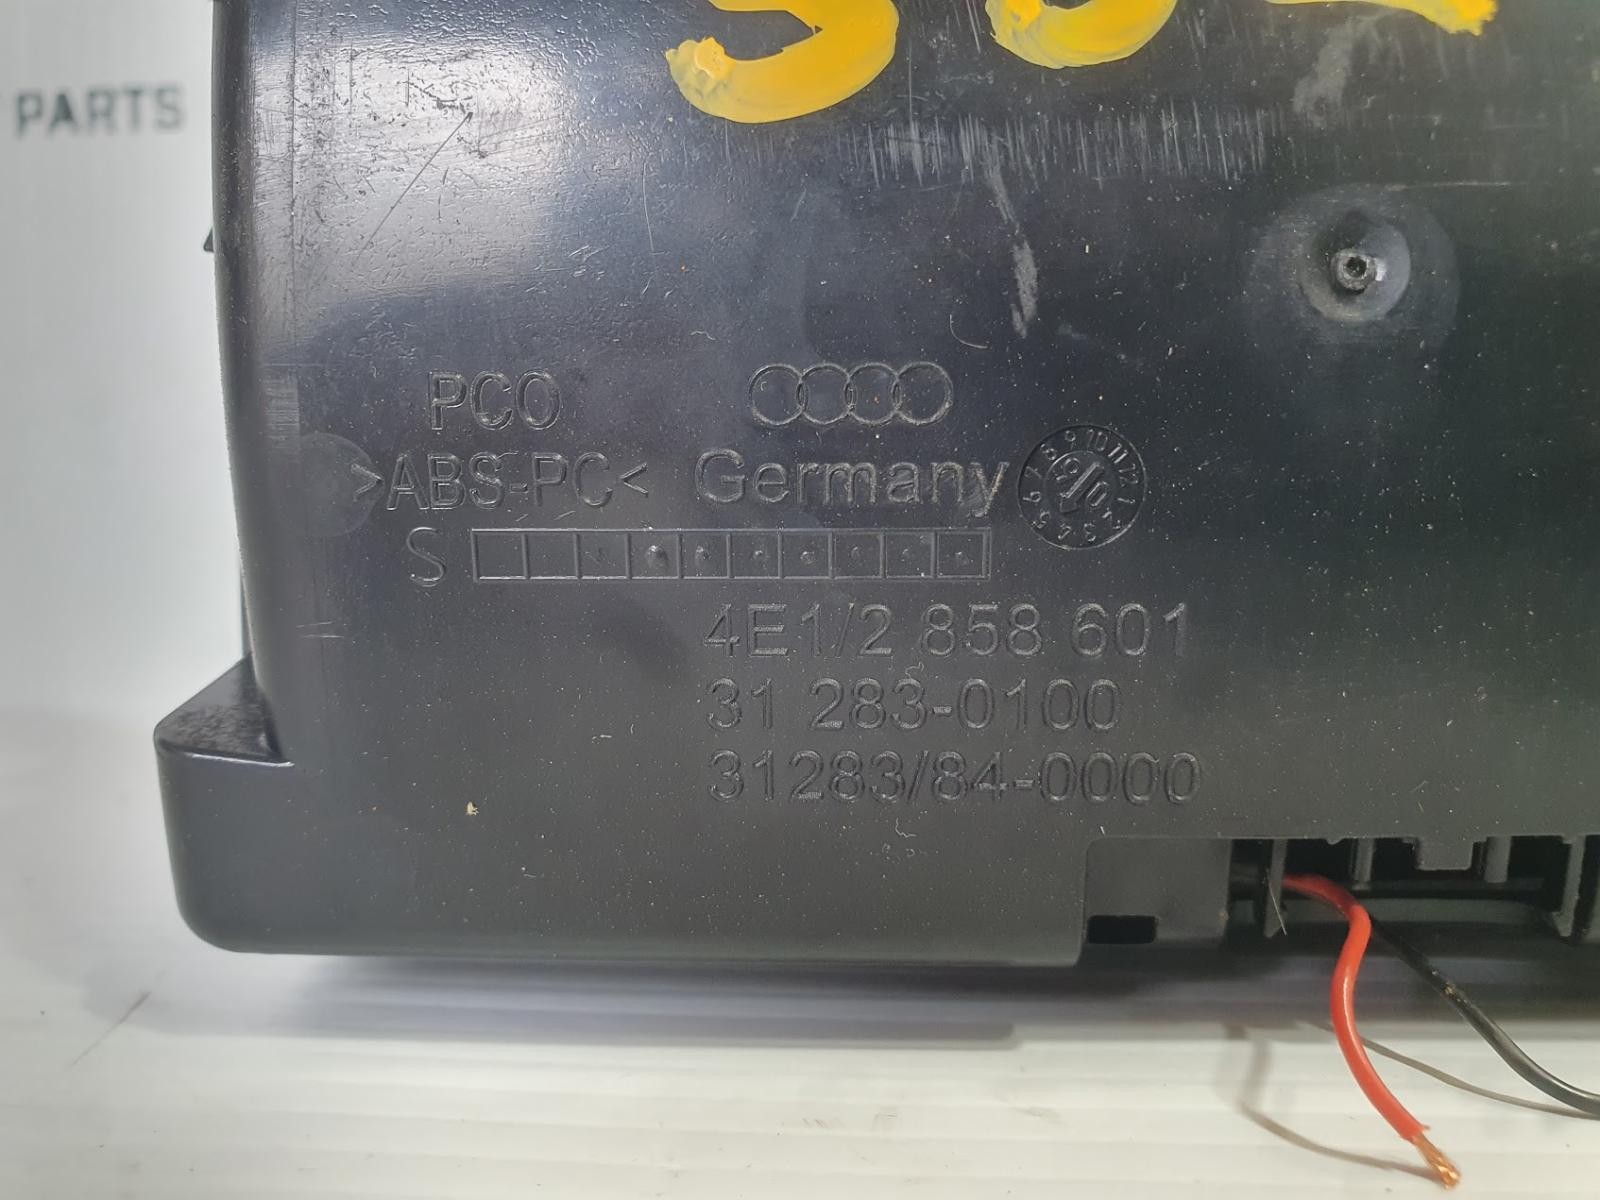 PARTS
PCO
>ABS-PC< Germany
S
4E1/2 858 601
31 283-0100
31283/84-0000